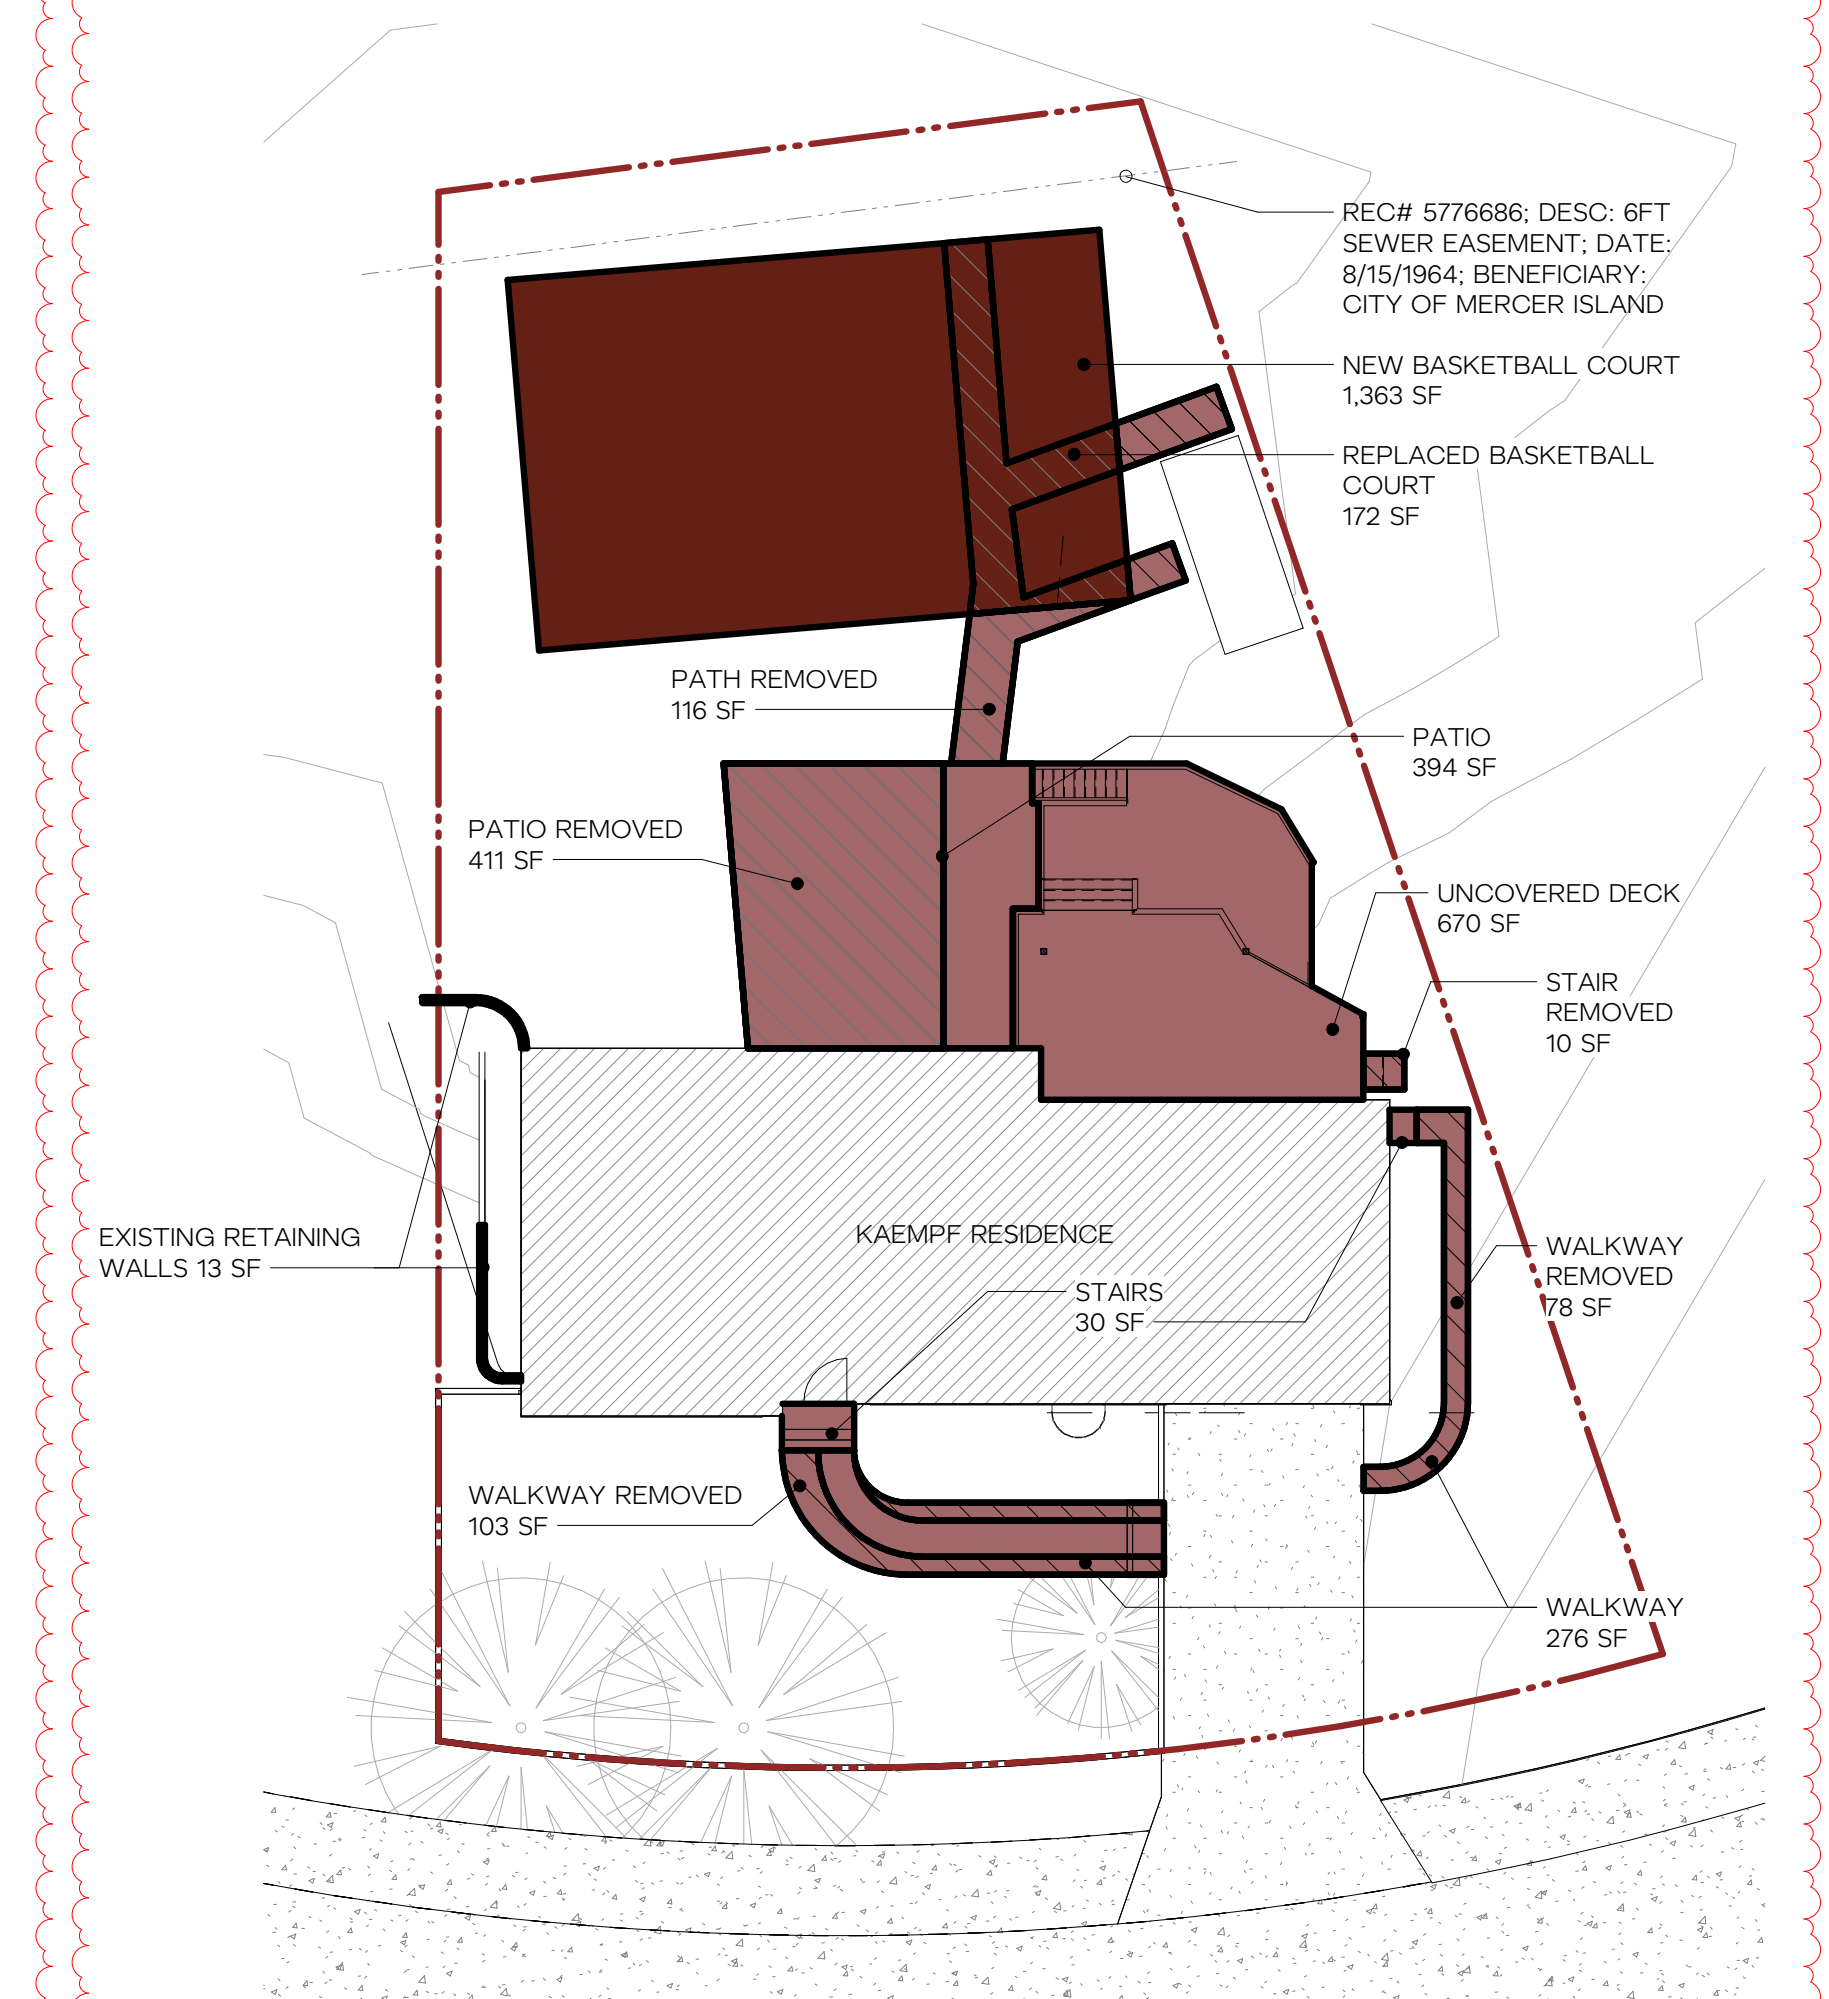 REC# 5776686; DESC: 6FT
SEWER EASEMENT; DATE:
8/15/1964; BENEFICIARY:
CITY OF MERCER ISLAND
NEW BASKETBALL COURT
1,363 SF
REPLACED BASKETBALL
COURT
172 SF
PATH REMOVED
116 SF
PATIO
394 SF
PATIO REMOVED
411 SF
UNCOVERED DECK
670 SF
STAIR
REMOVED
10 SF
EXISTING RETAINING
WALLS 13 SF
KAEMPF RESIDENCE
WALKWAY
REMOVED
78 SF
STAIRS
30 SF
WALKWAY REMOVED
103 SF
WALKWAY
276 SF